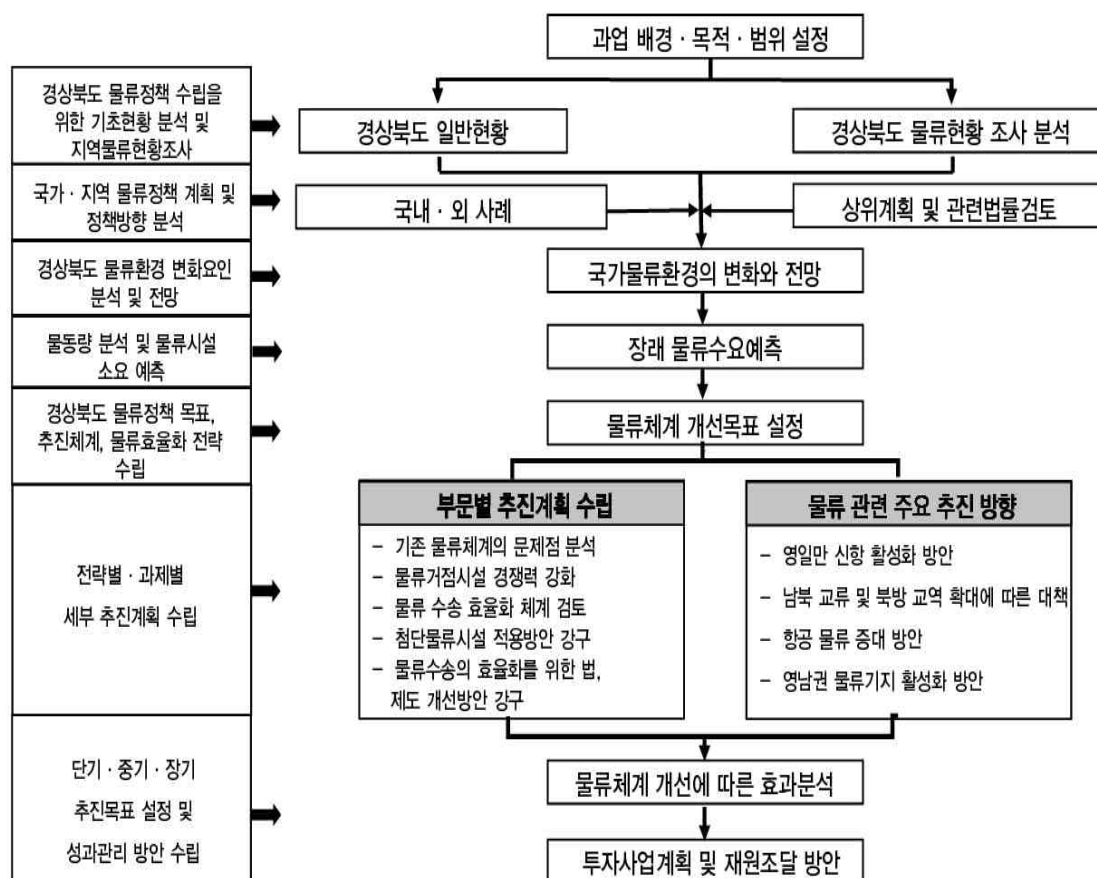 과업 배경 · 목적 · 범위 설정
경상북도 물류정책 수립을
위한 기초현황 분석 및
지역물류현황조사
경상북도 일반현황
경상북도 물류현황 조사 분석
국가 · 지역 물류정책 계획 및
정책방향 분석
국내 · 외 사례
상위계획 및 관련법률검토
경상북도 물류환경 변화요인
분석 및 전망
국가물류환경의 변화와 전망
물동량 분석 및 물류시설
소요 예측
장래 물류수요예측
경상북도 물류정책 목표,
추진체계, 물류효율화 전략
수립
물류체계 개선목표 설정
전략별 · 과제별
세부 추진계획 수립
부문별 추진계획 수립
- 기존 물류체계의 문제점 분석
- 물류거점시설 경쟁력 강화
- 물류 수송 효율화 체계 검토
- 첨단물류시설 적용방안 강구
- 물류수송의 효율화를 위한 법,
제도 개선방안 강구
물류 관련 주요 추진 방향
- 영일만 신항 활성화 방안
- 남북 교류 및 북방 교역 확대에 따른 대책
- 항공 물류 증대 방안
- 영남권 물류기지 활성화 방안
단기 · 중기 · 장기
추진목표 설정 및
성과관리 방안 수립
물류체계 개선에 따른 효과분석
투자사업계획 및 재원조달 방안